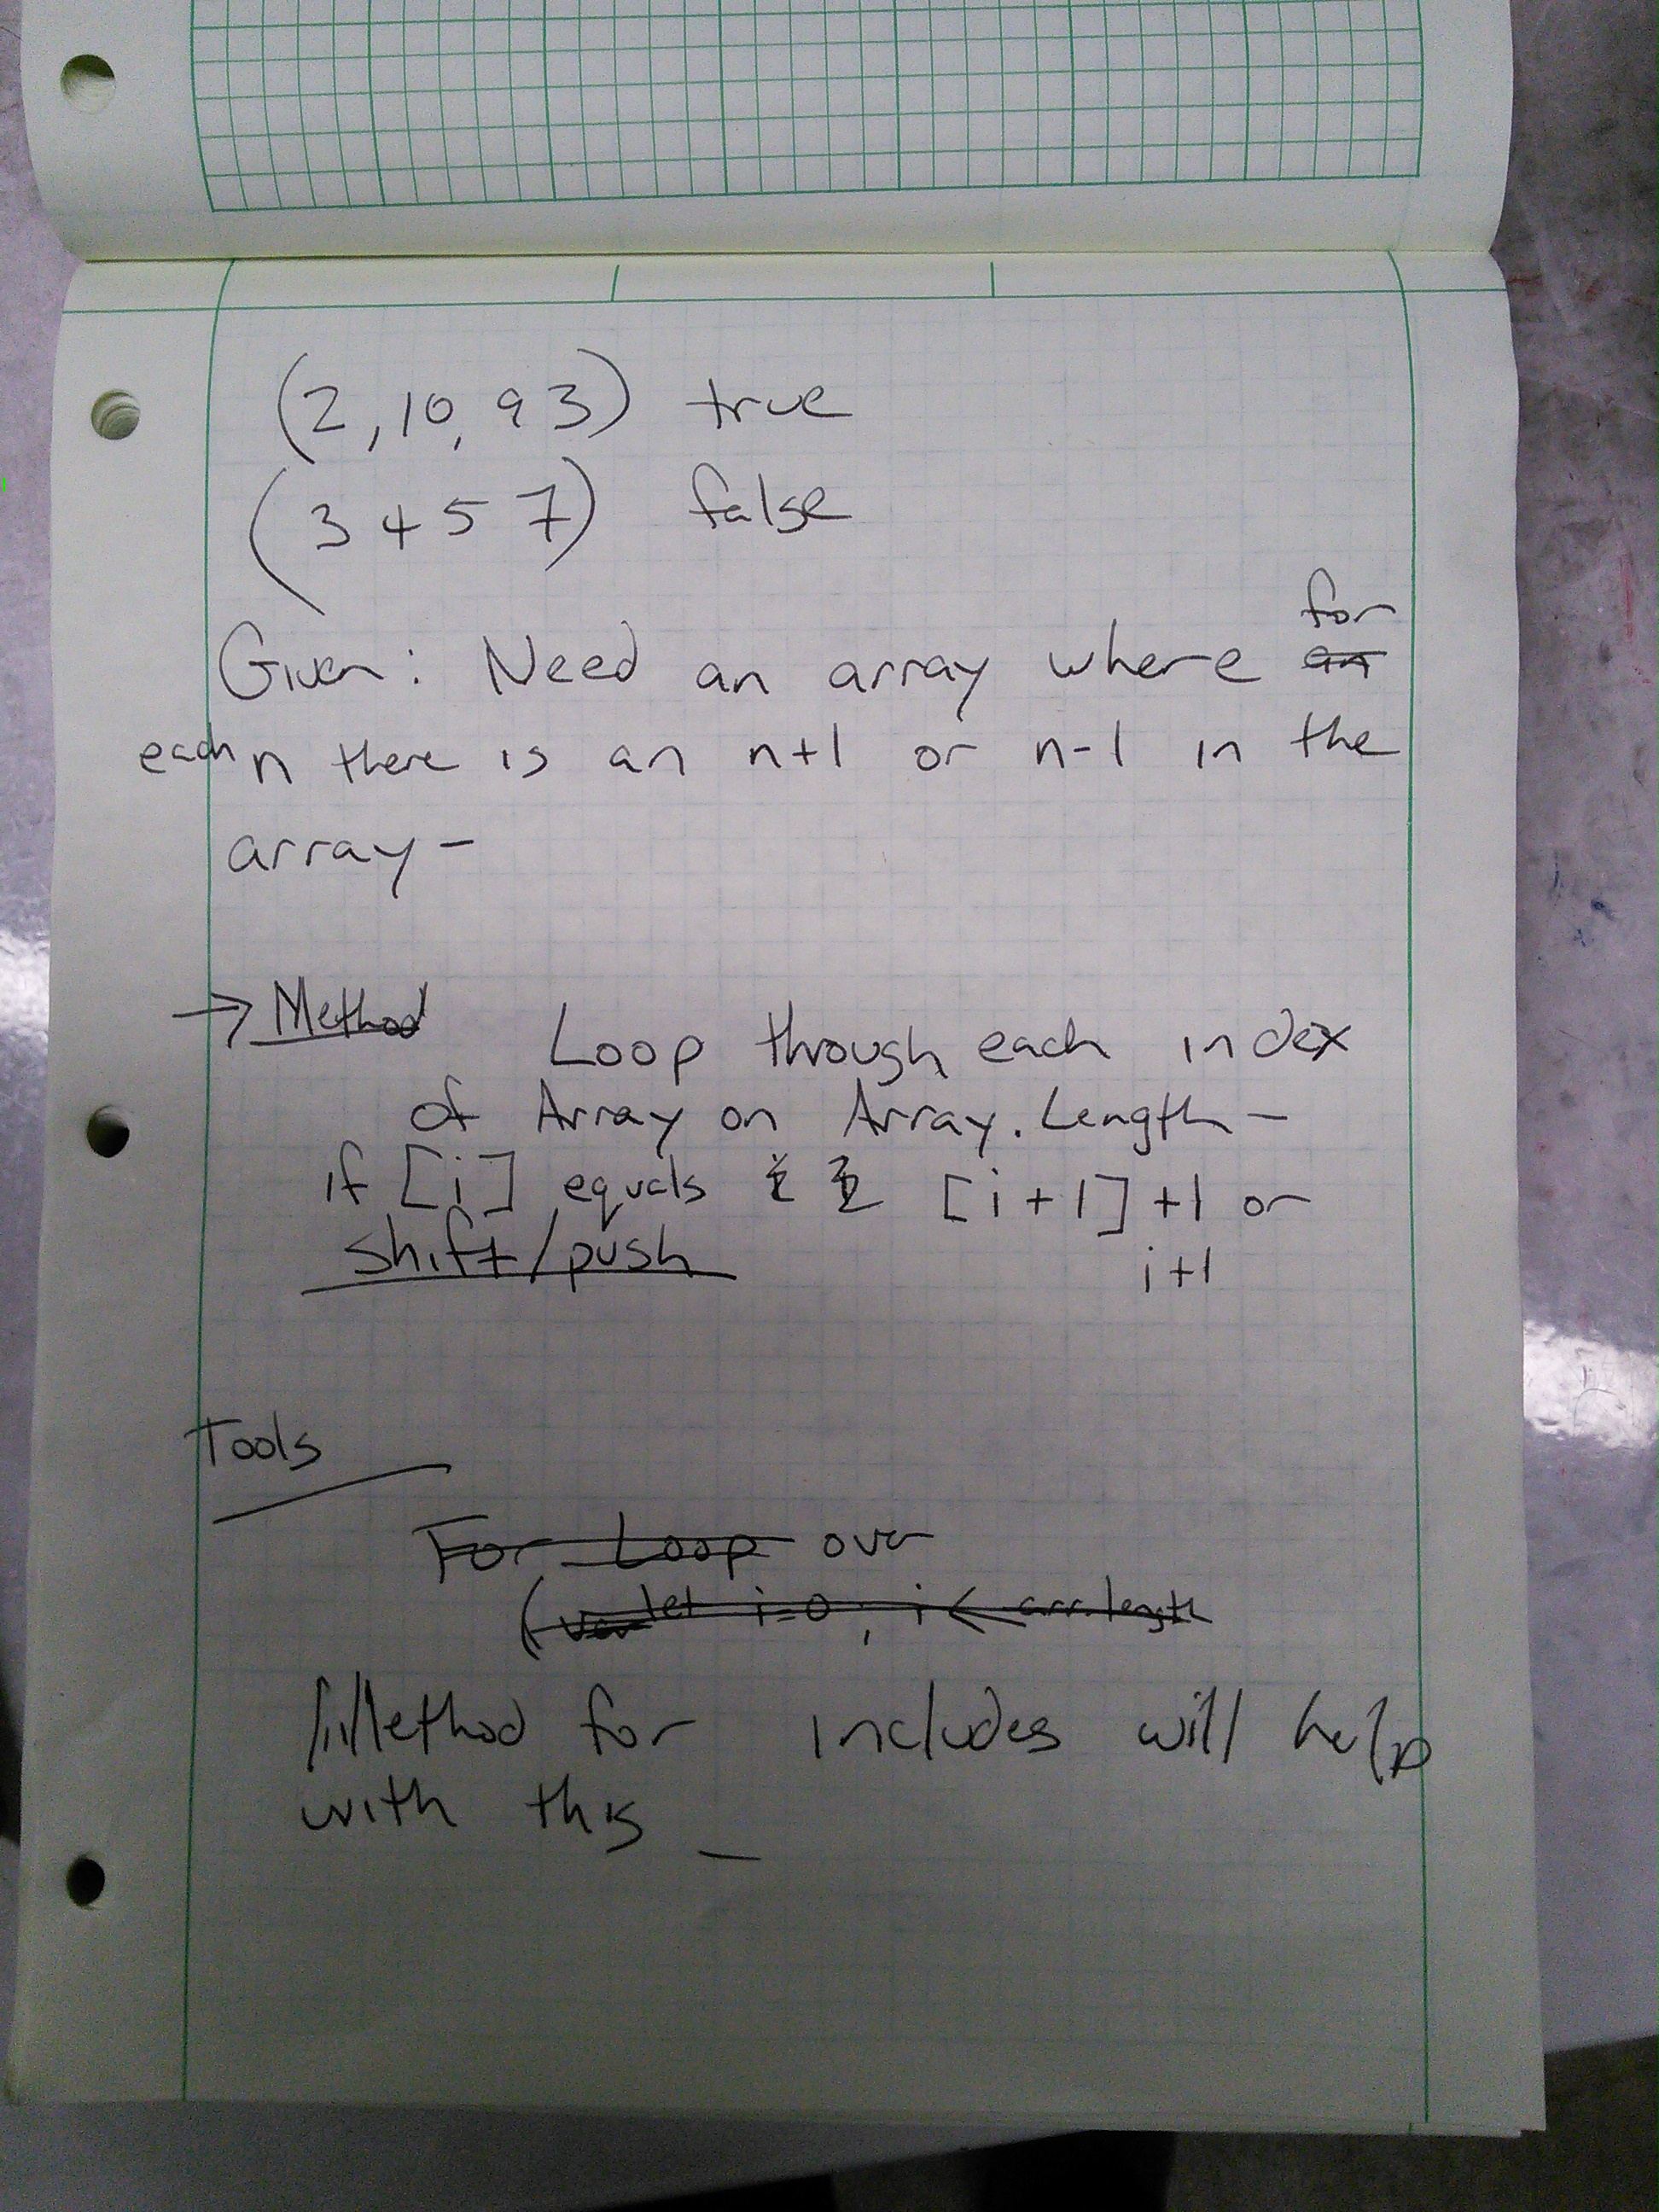 (2, 10, 9 3) true
(3 4 5 7) false
for
Given: Need an array where an
each n there is an n+1 or n-1 in the
array -
→ Method Loop through each index
of Array on Array. Length -
if [i] equals [i+1] +1 or
shift/push i+1
Tools
For Loop over
(var let i=0; i < arr.length
Method for includes will help
with this _